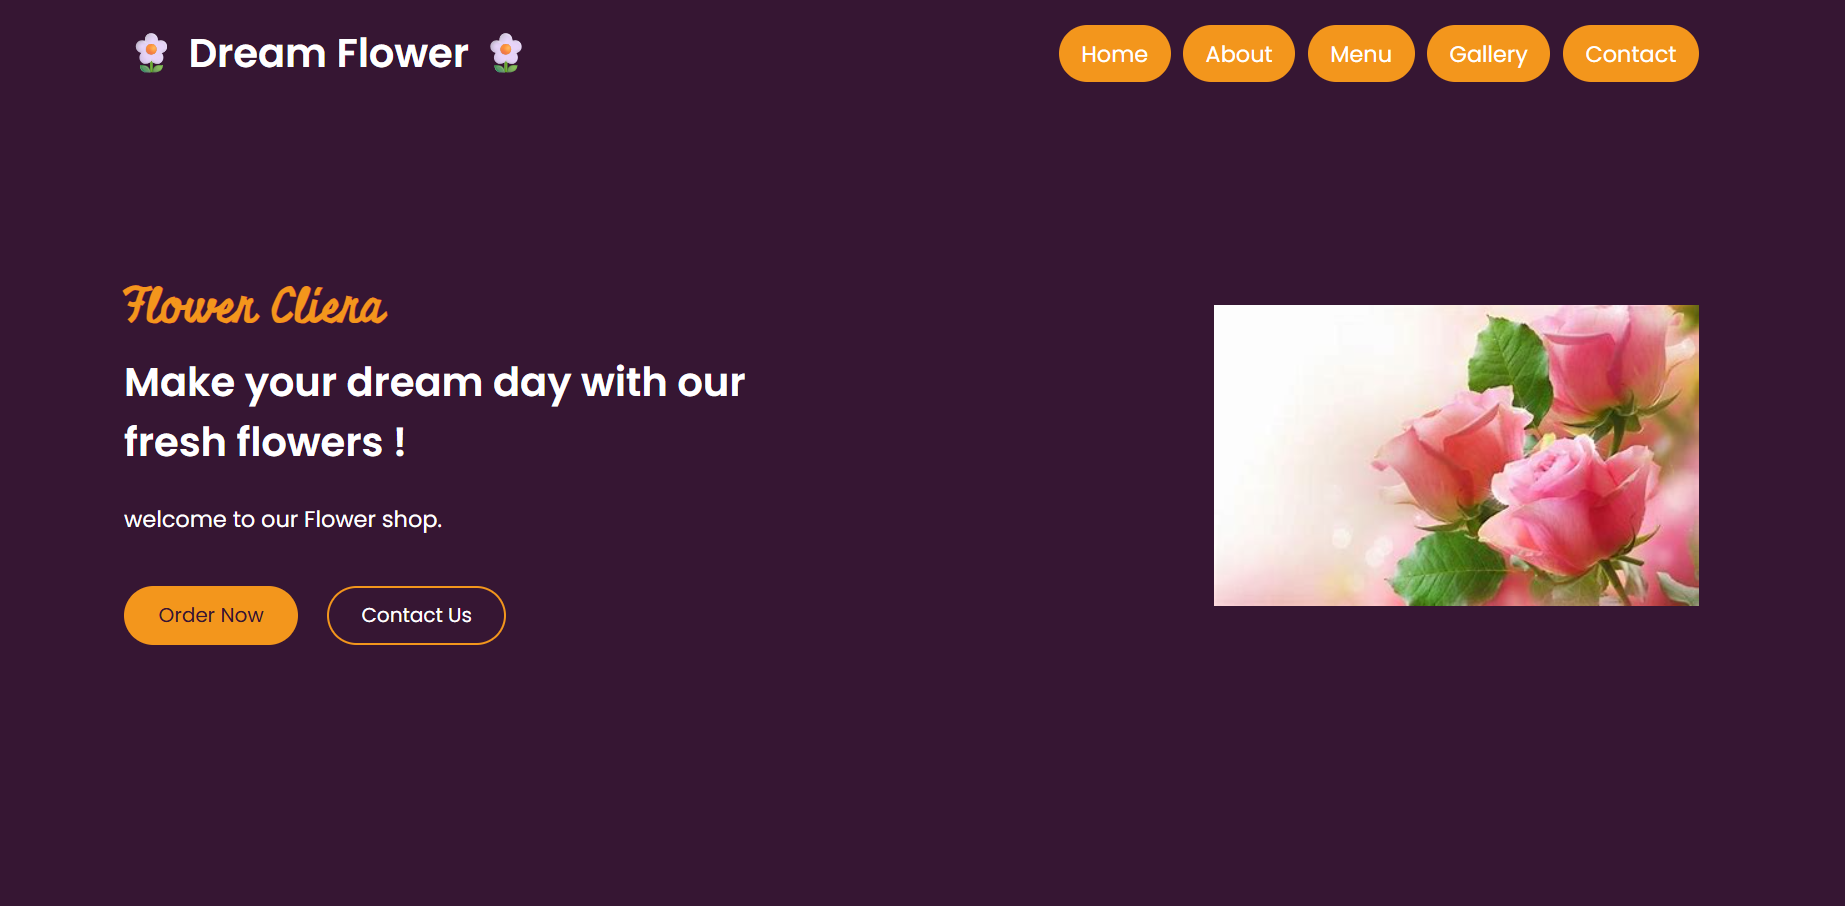 🌸 Dream Flower 🌸
Home About Menu Gallery Contact
Flower Cliera
Make your dream day with our
fresh flowers !
welcome to our Flower shop.
Order Now Contact Us